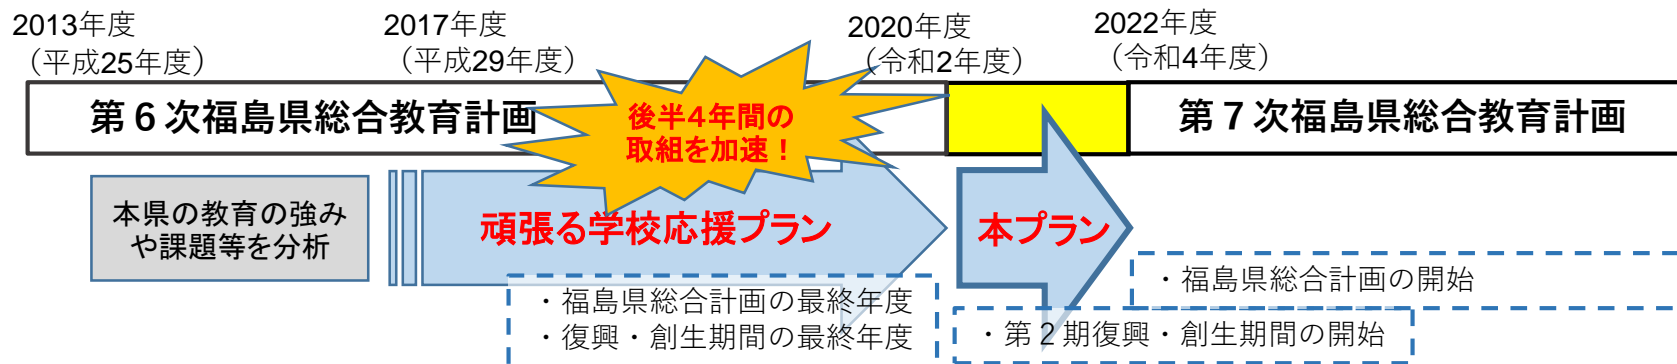 2013年度
（平成25年度）
2017年度
（平成29年度）
2020年度
（令和2年度）
2022年度
（令和4年度）
第６次福島県総合教育計画
後半４年間の
取組を加速！
第７次福島県総合教育計画
本県の教育の強み
や課題等を分析
頑張る学校応援プラン
本プラン
・福島県総合計画の最終年度
・復興・創生期間の最終年度
・福島県総合計画の開始
・第２期復興・創生期間の開始